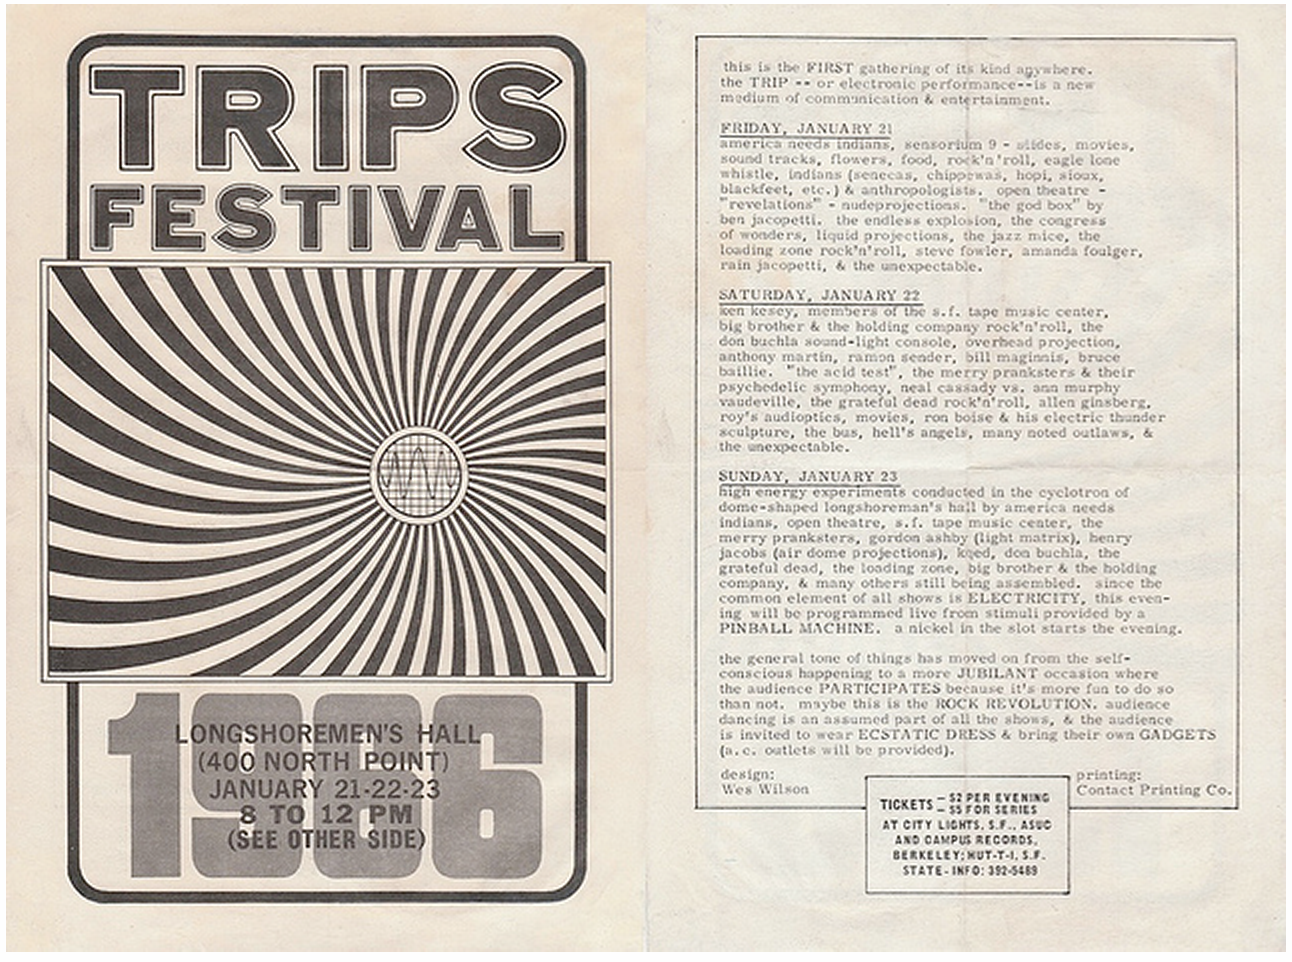 TRIPS
FESTIVAL
1966
LONGSHOREMEN'S HALL
(400 NORTH POINT)
JANUARY 21-22-23
8 TO 12 PM
(SEE OTHER SIDE)
this is the FIRST gathering of its kind anywhere.
the TRIP -- or electronic performance--is a new
medium of communication & entertainment.
FRIDAY, JANUARY 21
america needs indians, sensorium 9 - slides, movies,
sound tracks, flowers, food, rock'n'roll, eagle lone
whistle, indians (senecas, chippewas, hopi, sioux,
blackfeet, etc.) & anthropologists. open theatre -
"revelations" - nudeprojections. "the god box" by
ben jacopetti. the endless explosion, the congress
of wonders, liquid projections, the jazz mice, the
loading zone rock'n'roll, steve fowler, amanda foulger,
rain jacopetti, & the unexpectable.
SATURDAY, JANUARY 22
ken kesey, members of the s.f. tape music center,
big brother & the holding company rock'n'roll, the
don buchla sound-light console, overhead projection,
anthony martin, ramon sender, bill maginnis, bruce
baillie. "the acid test", the merry pranksters & their
psychedelic symphony, neal cassady vs. ann murphy
vaudeville, the grateful dead rock'n'roll, allen ginsberg,
roy's audioptics, movies, ron boise & his electric thunder
sculpture, the bus, hell's angels, many noted outlaws, &
the unexpectable.
SUNDAY, JANUARY 23
high energy experiments conducted in the cyclotron of
dome-shaped longshoreman's hall by america needs
indians, open theatre, s.f. tape music center, the
merry pranksters, gordon ashby (light matrix), henry
jacobs (air dome projections), kqed, don buchla, the
grateful dead, the loading zone, big brother & the holding
company, & many others still being assembled. since the
common element of all shows is ELECTRICITY, this even-
ing will be programmed live from stimuli provided by a
PINBALL MACHINE. a nickel in the slot starts the evening.
the general tone of things has moved on from the self-
conscious happening to a more JUBILANT occasion where
the audience PARTICIPATES because it's more fun to do so
than not. maybe this is the ROCK REVOLUTION. audience
dancing is an assumed part of all the shows, & the audience
is invited to wear ECSTATIC DRESS & bring their own GADGETS
(a.c. outlets will be provided).
design:
Wes Wilson
printing:
Contact Printing Co.
TICKETS - $2 PER EVENING
- $5 FOR SERIES
AT CITY LIGHTS, S.F., ASUC
AND CAMPUS RECORDS,
BERKELEY; HUT-T-1, S.F.
STATE - INFO: 392-5489